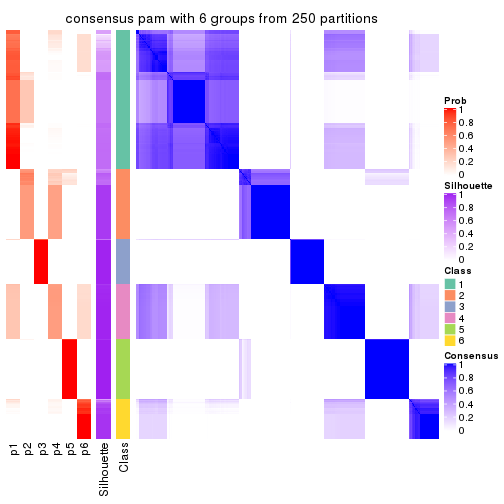 consensus pam with 6 groups from 250 partitions
Prob
1
0.8
0.6
0.4
0.2
0
Silhouette
1
0.8
0.6
0.4
0.2
0
Class
1
2
3
4
5
6
Consensus
1
0.8
0.6
0.4
0.2
0
p1
p2
p3
p4
p5
p6
Silhouette
Class